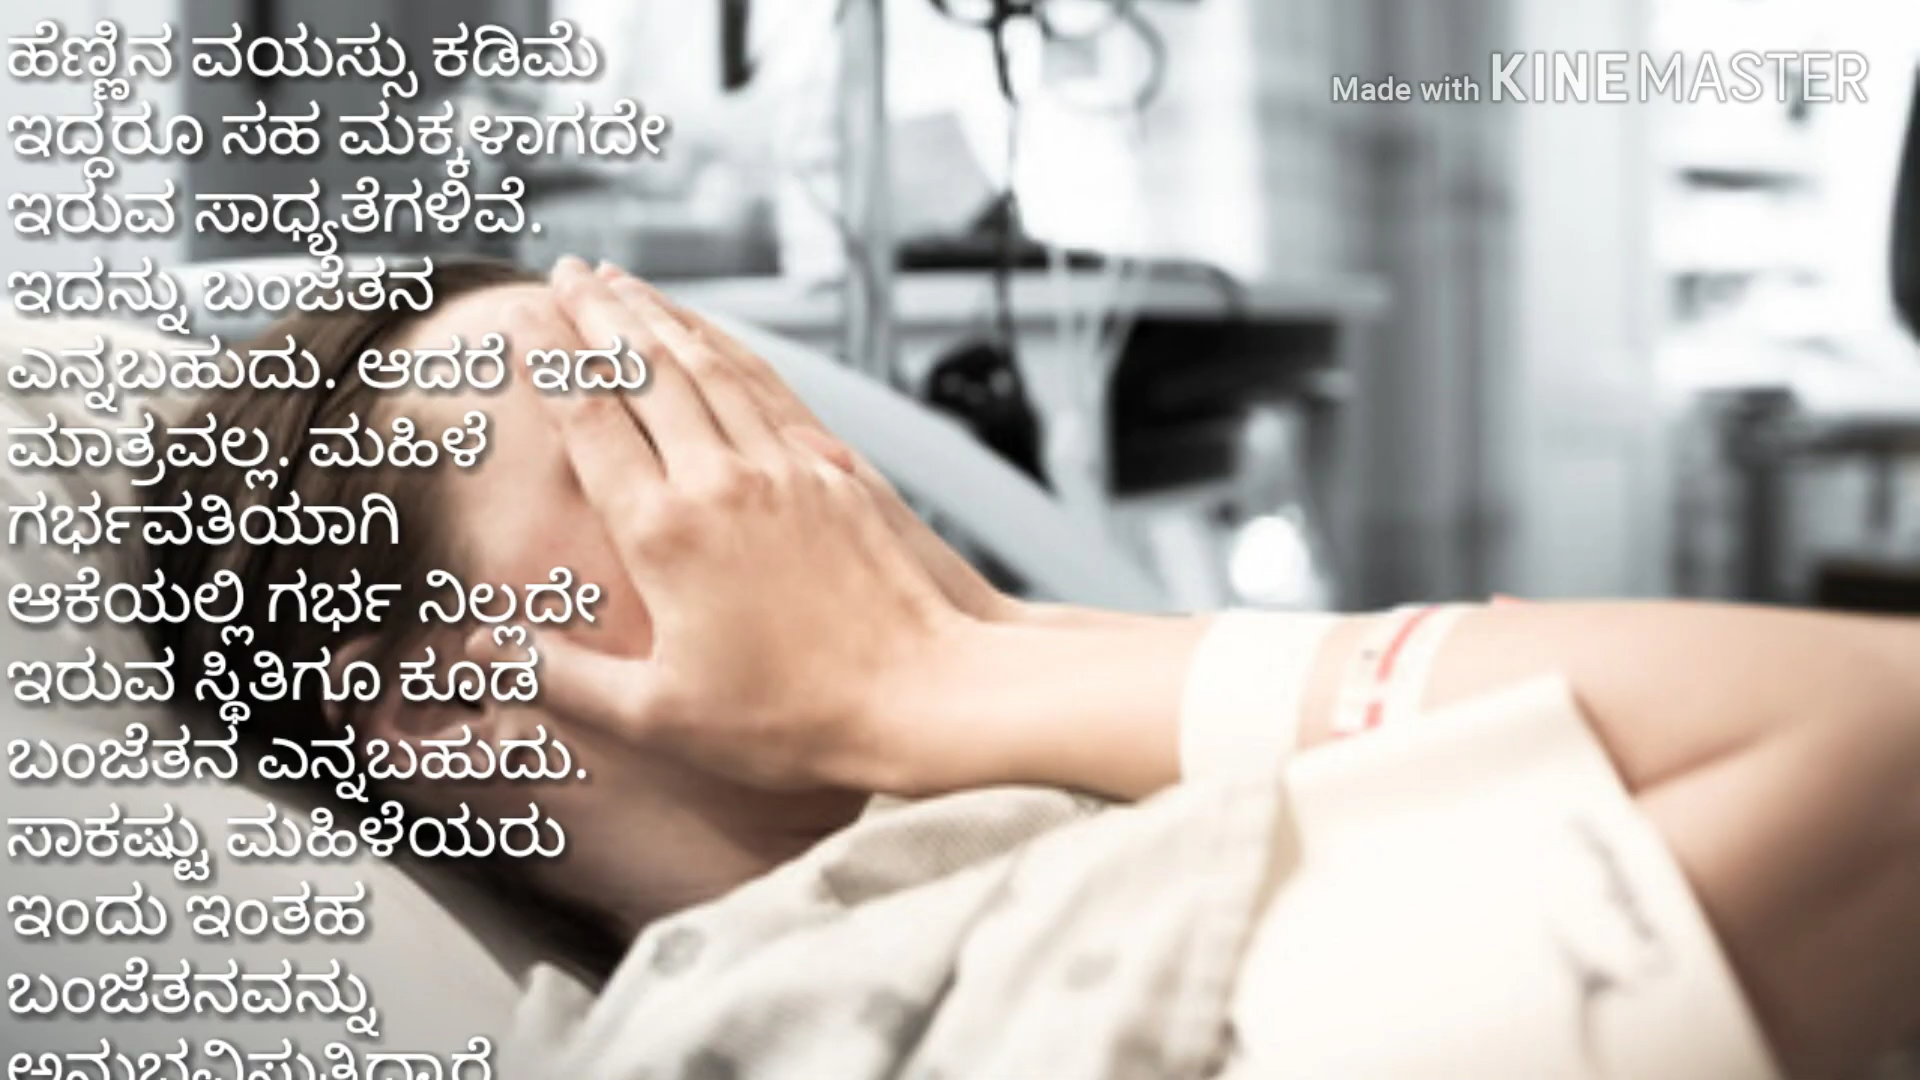 ಹೆಣ್ಣಿನ ವಯಸ್ಸು ಕಡಿಮೆ
ಇದ್ದರೂ ಸಹ ಮಕ್ಕಳಾಗದೇ
ಇರುವ ಸಾಧ್ಯತೆಗಳಿವೆ.
ಇದನ್ನು ಬಂಜೆತನ
ಎನ್ನಬಹುದು. ಆದರೆ ಇದು
ಮಾತ್ರವಲ್ಲ. ಮಹಿಳೆ
ಗರ್ಭವತಿಯಾಗಿ
ಆಕೆಯಲ್ಲಿ ಗರ್ಭ ನಿಲ್ಲದೇ
ಇರುವ ಸ್ಥಿತಿಗೂ ಕೂಡ
ಬಂಜೆತನ ಎನ್ನಬಹುದು.
ಸಾಕಷ್ಟು ಮಹಿಳೆಯರು
ಇಂದು ಇಂತಹ
ಬಂಜೆತನವನ್ನು
ಅನುಭವಿಸುತ್ತಿದ್ದಾರೆ
Made with KINEMASTER